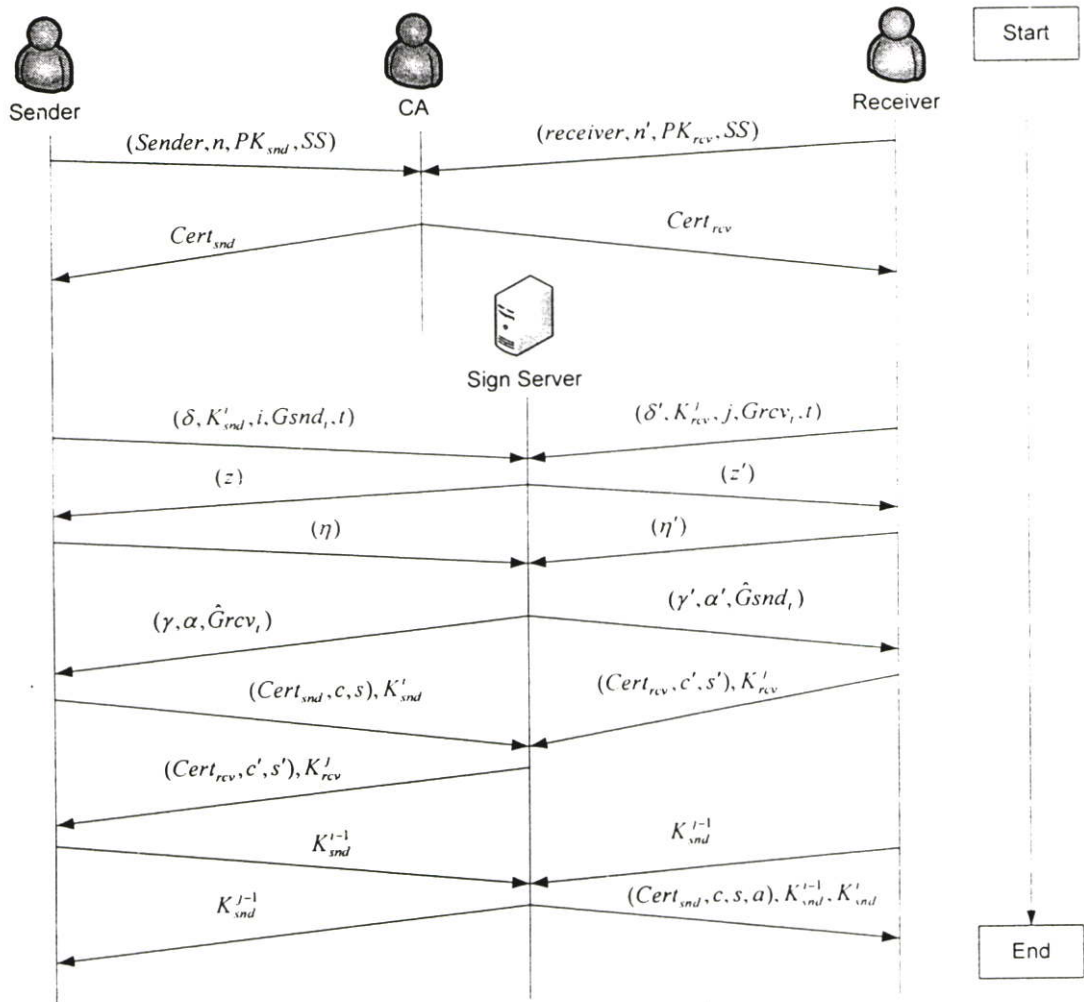 Start
Sender
CA
Receiver
(Sender, n, PK_snd, SS)
(receiver, n', PK_rcv, SS)
Cert_snd
Cert_rcv
Sign Server
(δ, K^i_snd, i, Gsnd_t, t)
(δ', K^j_rcv, j, Grcv_t, t)
(z)
(z')
(η)
(η')
(γ, α, Ĝrcv_t)
(γ', α', Ĝsnd_t)
(Cert_snd, c, s), K^i_snd
(Cert_rcv, c', s'), K^j_rcv
(Cert_rcv, c', s'), K^j_rcv
K^{i-1}_snd
K^{j-1}_snd
K^{j-1}_snd
(Cert_snd, c, s, a), K^{i-1}_snd, K^i_snd
End